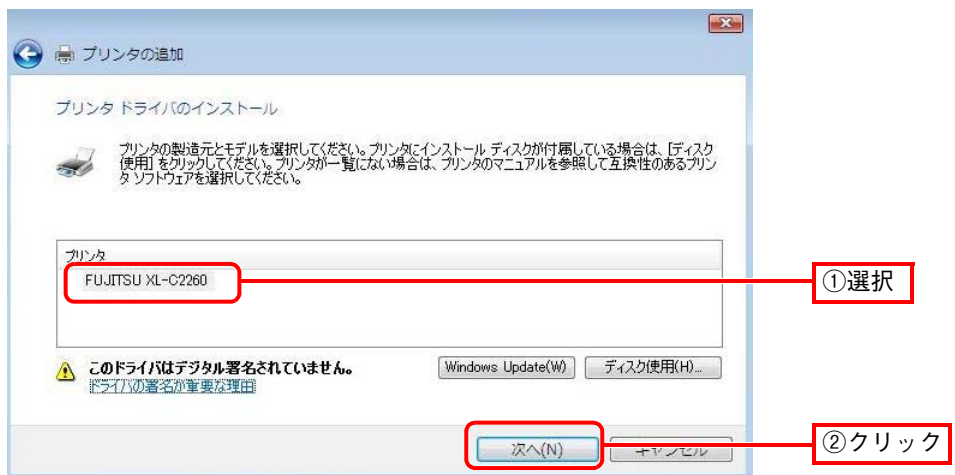 プリンタの追加
プリンタ ドライバのインストール
プリンタの製造元とモデルを選択してください。プリンタにインストール ディスクが付属している場合は、[ディスク
使用] をクリックしてください。プリンタが一覧にない場合は、プリンタのマニュアルを参照して互換性のあるプリン
タ ソフトウェアを選択してください。
プリンタ
FUJITSU XL-C2260
①選択
このドライバはデジタル署名されていません。
ドライバの署名が重要な理由
Windows Update(W)
ディスク使用(H)...
次へ(N)
キャンセル
②クリック